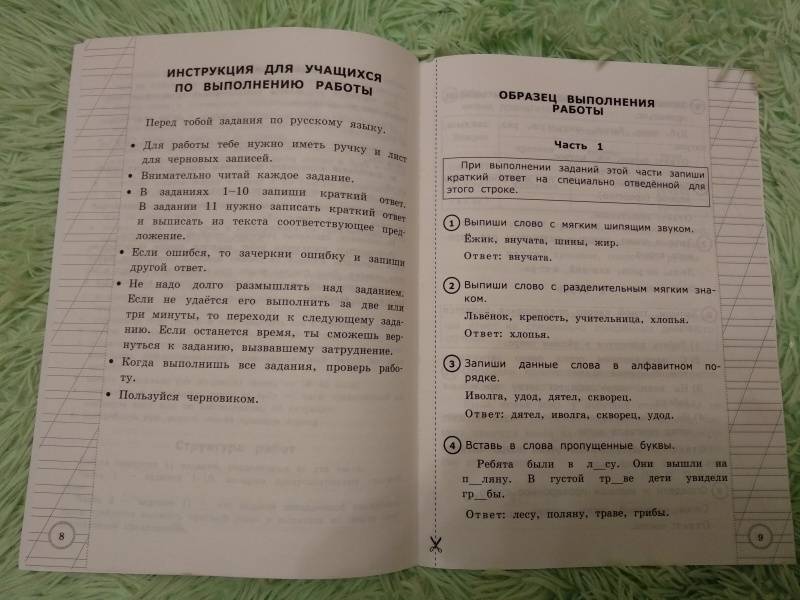 ИНСТРУКЦИЯ ДЛЯ УЧАЩИХСЯ
ПО ВЫПОЛНЕНИЮ РАБОТЫ
Перед тобой задания по русскому языку.
• Для работы тебе нужно иметь ручку и лист
для черновых записей.
• Внимательно читай каждое задание.
• В заданиях 1–10 запиши краткий ответ.
В задании 11 нужно записать краткий ответ
и выписать из текста соответствующее пред-
ложение.
• Если ошибся, то зачеркни ошибку и запиши
другой ответ.
• Не надо долго размышлять над заданием.
Если не удаётся его выполнить за две или
три минуты, то переходи к следующему зада-
нию. Если останется время, ты сможешь вер-
нуться к заданию, вызвавшему затруднение.
• Когда выполнишь все задания, проверь рабо-
ту.
• Пользуйся черновиком.
8
ОБРАЗЕЦ ВЫПОЛНЕНИЯ
РАБОТЫ
Часть 1
При выполнении заданий этой части запиши
краткий ответ на специально отведённой для
этого строке.
1 Выпиши слово с мягким шипящим звуком.
Ёжик, внучата, шины, жир.
Ответ: внучата.
2 Выпиши слово с разделительным мягким зна-
ком.
Львёнок, крепость, учительница, хлопья.
Ответ: хлопья.
3 Запиши данные слова в алфавитном по-
рядке.
Иволга, удод, дятел, скворец.
Ответ: дятел, иволга, скворец, удод.
4 Вставь в слова пропущенные буквы.
Ребята были в л__су. Они вышли на
п__ляну. В густой тр__ве дети увидели
гр__бы.
Ответ: лесу, поляну, траве, грибы.
9